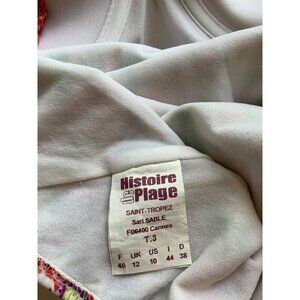 Histoire
de Plage
SAINT-TROPEZ
Sarl SABLE
F06400 Cannes
T.3
F UK US I D
40 12 10 44 38